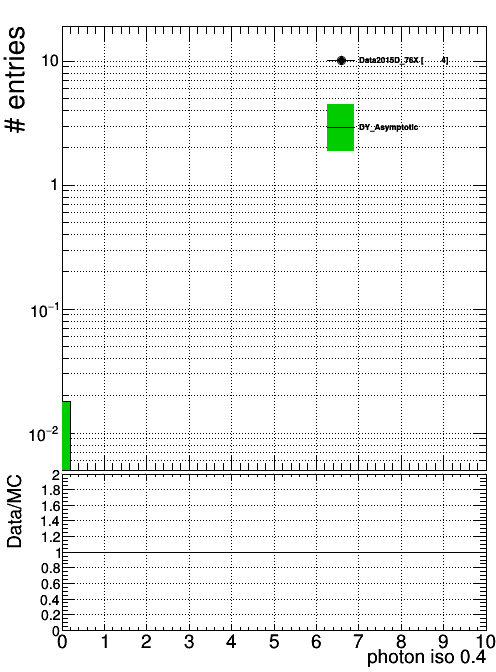 # entries
10
Data2015D_76X [ 4]
DY_Asymptotic
1
10⁻¹
10⁻²
Data/MC
2
1.8
1.6
1.4
1.2
1
0.8
0.6
0.4
0.2
0
0 1 2 3 4 5 6 7 8 9 10
photon iso 0.4